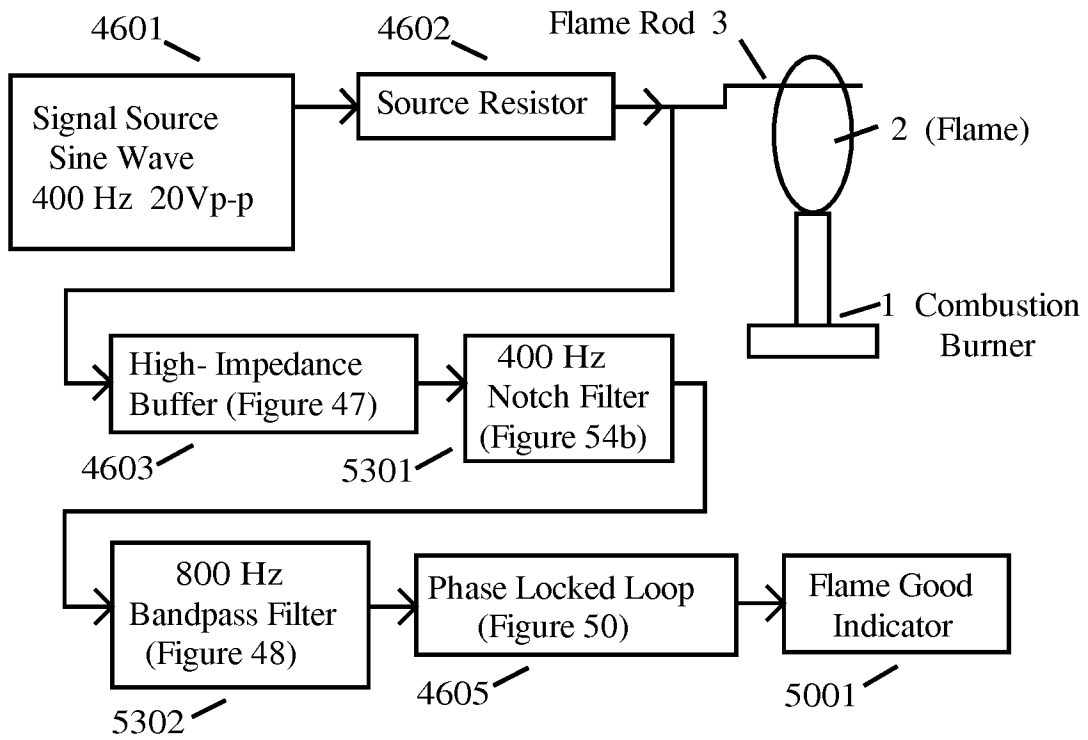 4601
4602
Flame Rod 3
Signal Source
Sine Wave
400 Hz 20Vp-p
Source Resistor
2 (Flame)
1 Combustion
Burner
High- Impedance
Buffer (Figure 47)
400 Hz
Notch Filter
(Figure 54b)
4603
5301
800 Hz
Bandpass Filter
(Figure 48)
Phase Locked Loop
(Figure 50)
Flame Good
Indicator
5302
4605
5001